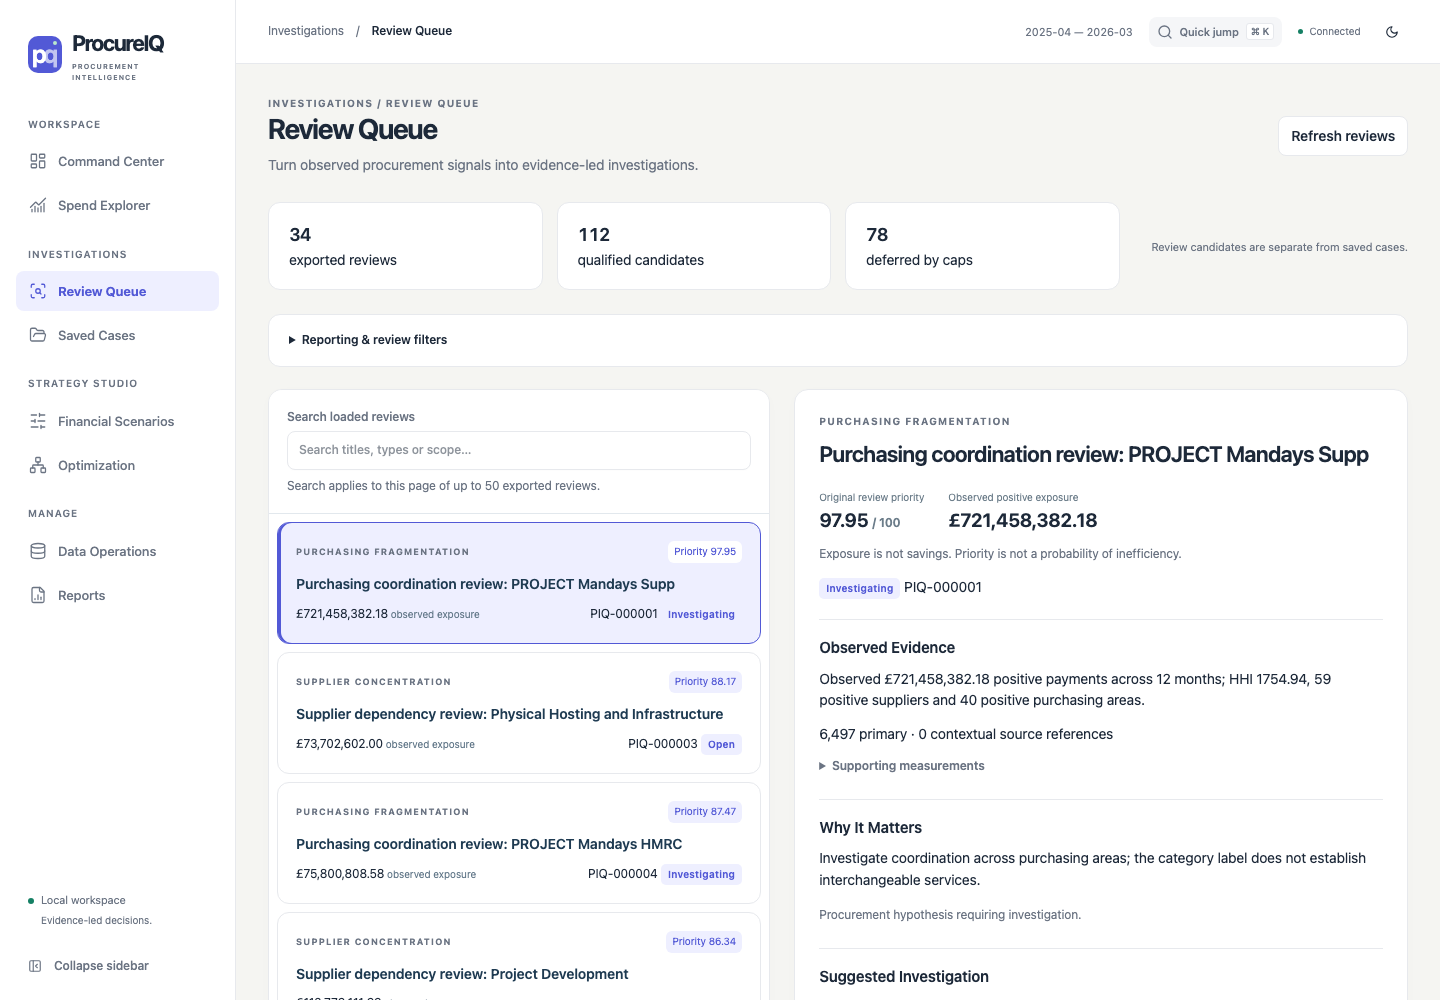 pq
ProcureIQ
PROCUREMENT
INTELLIGENCE
WORKSPACE
Command Center
Spend Explorer
INVESTIGATIONS
Review Queue
Saved Cases
STRATEGY STUDIO
Financial Scenarios
Optimization
MANAGE
Data Operations
Reports
Local workspace
Evidence-led decisions.
Collapse sidebar
Investigations / Review Queue
2025-04 — 2026-03
Quick jump ⌘ K
Connected
INVESTIGATIONS / REVIEW QUEUE
Review Queue
Turn observed procurement signals into evidence-led investigations.
Refresh reviews
34
exported reviews
112
qualified candidates
78
deferred by caps
Review candidates are separate from saved cases.
Reporting & review filters
Search loaded reviews
Search titles, types or scope...
Search applies to this page of up to 50 exported reviews.
PURCHASING FRAGMENTATION Priority 97.95
Purchasing coordination review: PROJECT Mandays Supp
£721,458,382.18 observed exposure PIQ-000001 Investigating
SUPPLIER CONCENTRATION Priority 88.17
Supplier dependency review: Physical Hosting and Infrastructure
£73,702,602.00 observed exposure PIQ-000003 Open
PURCHASING FRAGMENTATION Priority 87.47
Purchasing coordination review: PROJECT Mandays HMRC
£75,800,808.58 observed exposure PIQ-000004 Investigating
SUPPLIER CONCENTRATION Priority 86.34
Supplier dependency review: Project Development
PURCHASING FRAGMENTATION
Purchasing coordination review: PROJECT Mandays Supp
Original review priority
97.95 / 100
Observed positive exposure
£721,458,382.18
Exposure is not savings. Priority is not a probability of inefficiency.
Investigating PIQ-000001
Observed Evidence
Observed £721,458,382.18 positive payments across 12 months; HHI 1754.94, 59
positive suppliers and 40 positive purchasing areas.
6,497 primary · 0 contextual source references
Supporting measurements
Why It Matters
Investigate coordination across purchasing areas; the category label does not establish
interchangeable services.
Procurement hypothesis requiring investigation.
Suggested Investigation